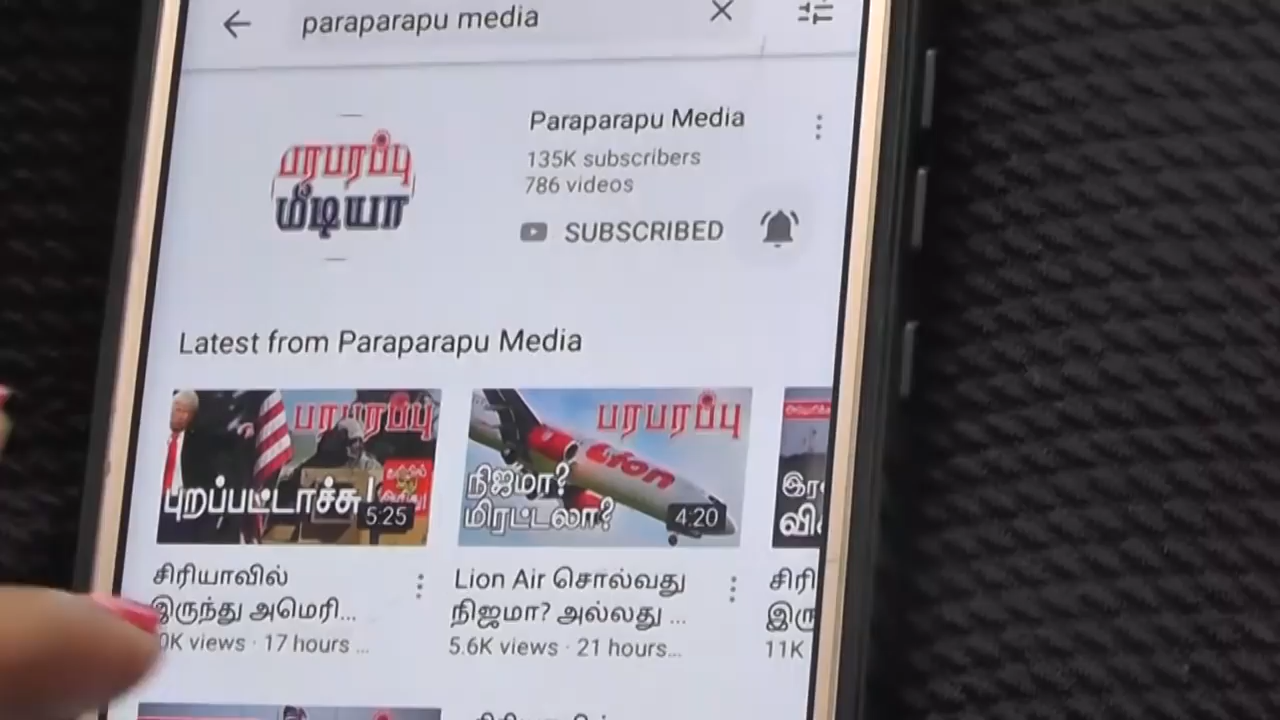 paraparapu media
பரபரப்பு
மீடியா
Paraparapu Media
135K subscribers
786 videos
SUBSCRIBED
Latest from Paraparapu Media
பரபரப்பு
புறப்பட்டாச்சு!
5:25
பரபரப்பு
Lion
நிஜமா?
மிரட்டலா?
4:20
சிரியாவில்
இருந்து அமெரி...
0K views · 17 hours ...
Lion Air சொல்வது
நிஜமா? அல்லது ...
5.6K views · 21 hours...
சிரி
இரு
11K